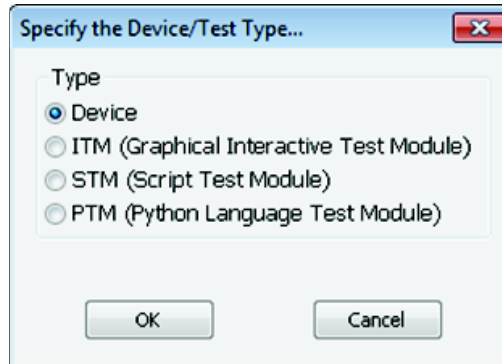 Specify the Device/Test Type...
Type
Device
ITM (Graphical Interactive Test Module)
STM (Script Test Module)
PTM (Python Language Test Module)
OK Cancel